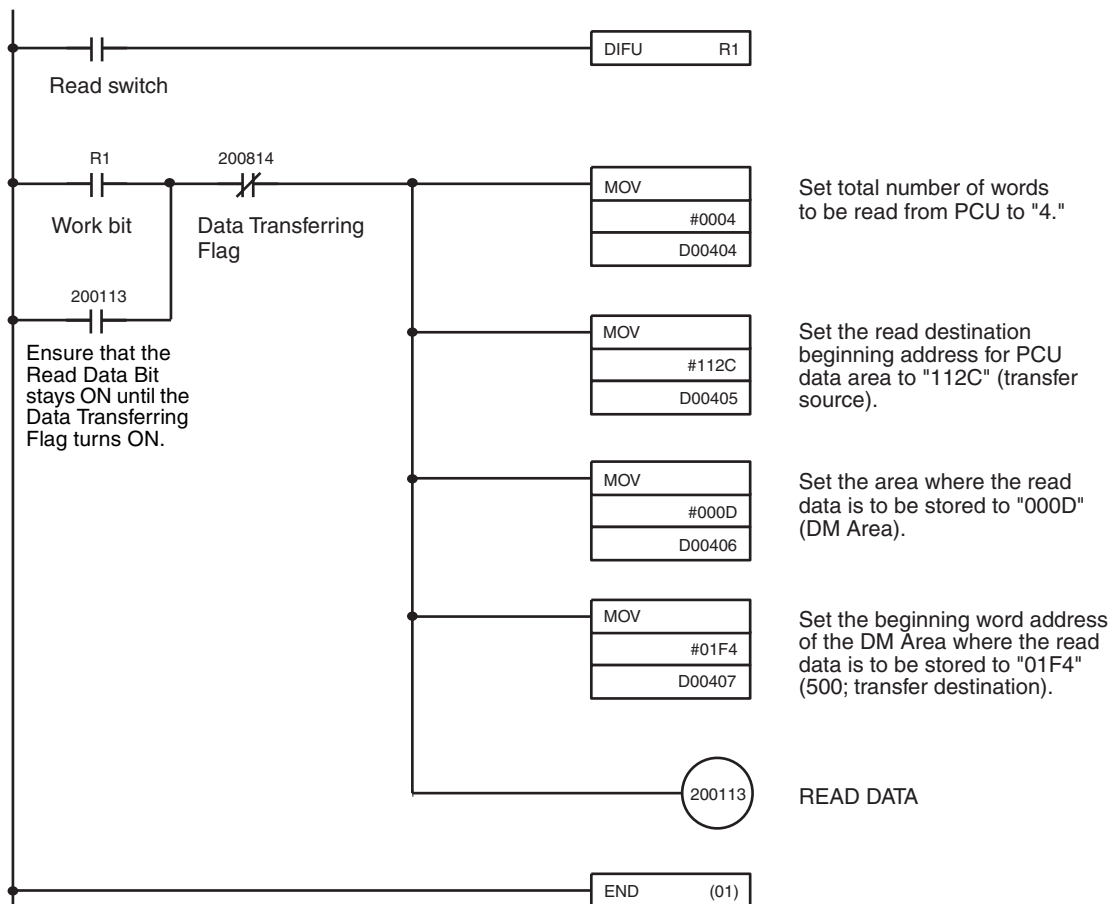 DIFU R1
Read switch
R1
200814
Work bit
Data Transferring
Flag
200113
Ensure that the
Read Data Bit
stays ON until the
Data Transferring
Flag turns ON.
MOV
#0004
D00404
Set total number of words
to be read from PCU to "4."
MOV
#112C
D00405
Set the read destination
beginning address for PCU
data area to "112C" (transfer
source).
MOV
#000D
D00406
Set the area where the read
data is to be stored to "000D"
(DM Area).
MOV
#01F4
D00407
Set the beginning word address
of the DM Area where the read
data is to be stored to "01F4"
(500; transfer destination).
200113
READ DATA
END (01)